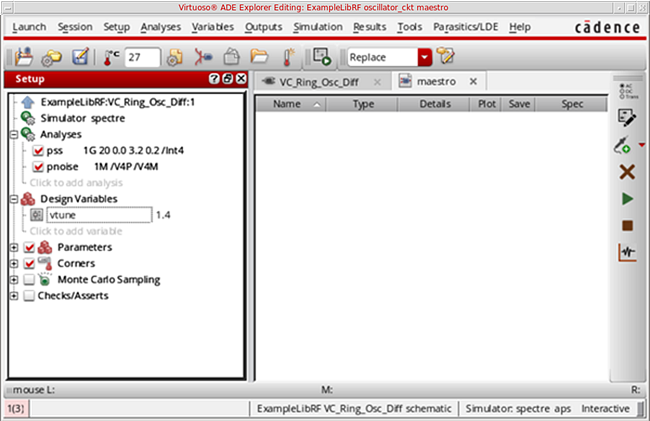 Virtuoso® ADE Explorer Editing: ExampleLibRF oscillator_ckt maestro
Launch Session Setup Analyses Variables Outputs Simulation Results Tools Parasitics/LDE Help cādence
°C 27 Replace
Setup
VC_Ring_Osc_Diff maestro
ExampleLibRF:VC_Ring_Osc_Diff:1
Simulator spectre
Analyses
pss 1G 20 0.0 3.2 0.2 /Int4
pnoise 1M /V4P /V4M
Click to add analysis
Design Variables
vtune 1.4
Click to add variable
Parameters
Corners
Monte Carlo Sampling
Checks/Asserts
Name Type Details Plot Save Spec
AC
DC
Trans
mouse L: M: R:
1(3) ExampleLibRF VC_Ring_Osc_Diff schematic Simulator: spectre aps Interactive